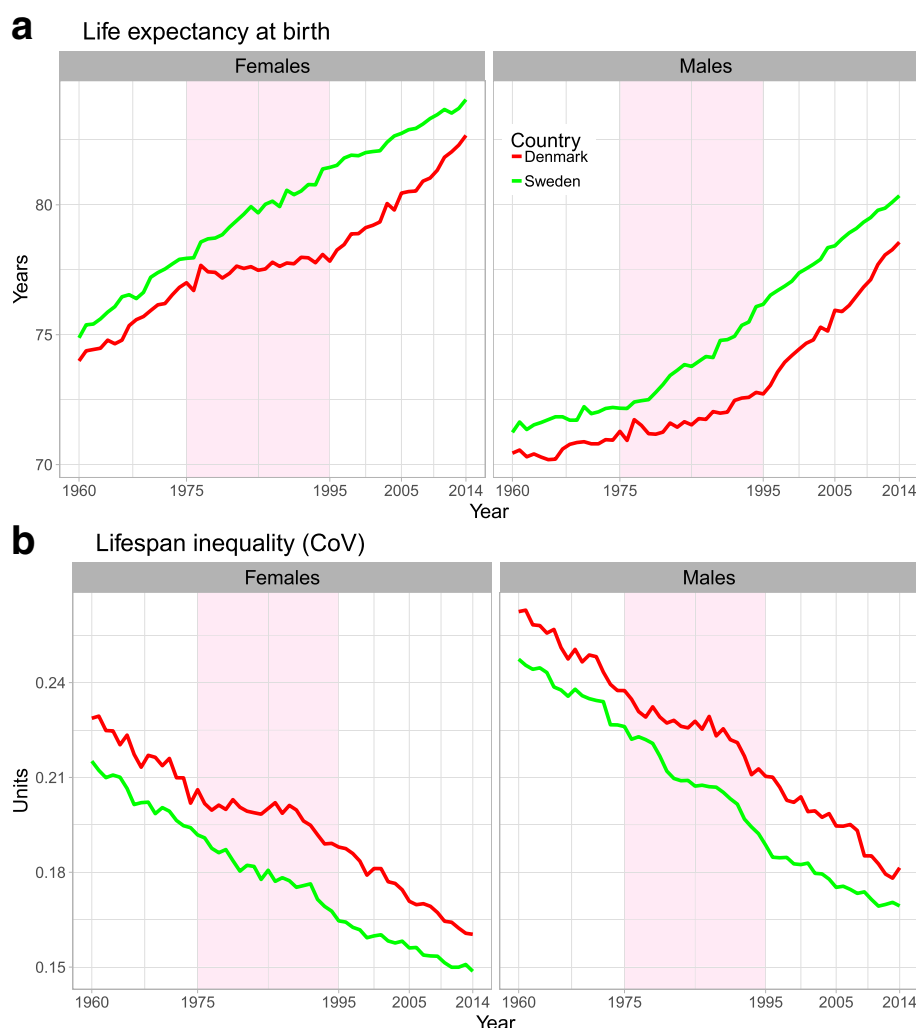 a
Life expectancy at birth
Females
Males
Years
80
75
70
Country
Denmark
Sweden
1960 1975 1995 2005 2014
1960 1975 1995 2005 2014
Year
b
Lifespan inequality (CoV)
Females
Males
Units
0.24
0.21
0.18
0.15
1960 1975 1995 2005 2014
1960 1975 1995 2005 2014
Year